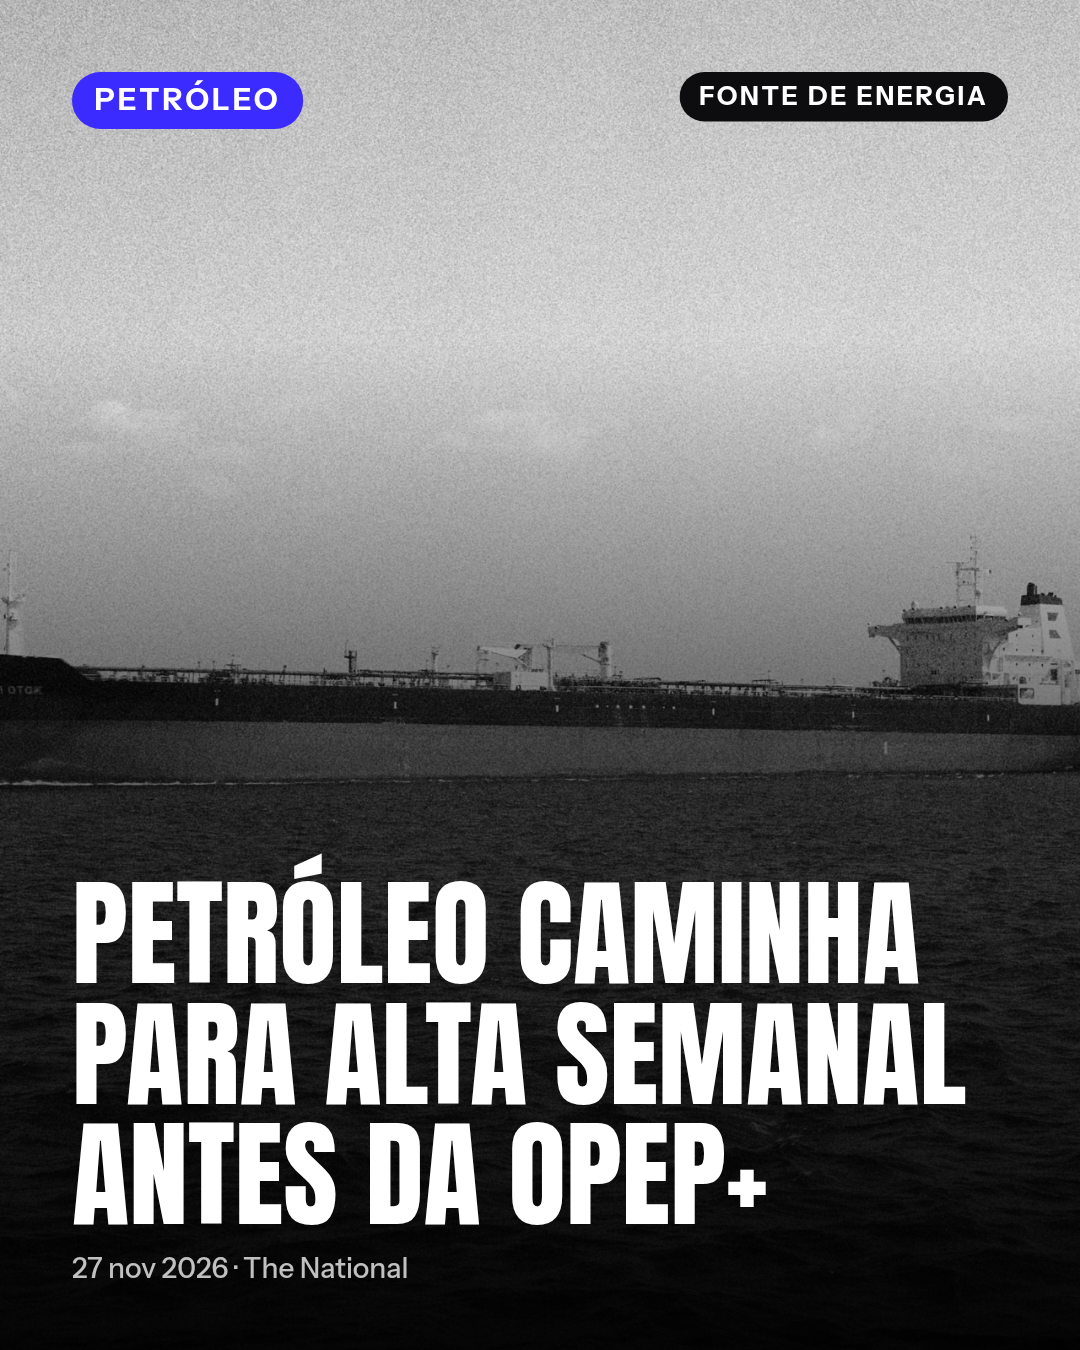 PETRÓLEO
FONTE DE ENERGIA
PETRÓLEO CAMINHA
PARA ALTA SEMANAL
ANTES DA OPEP+
27 nov 2026 · The National